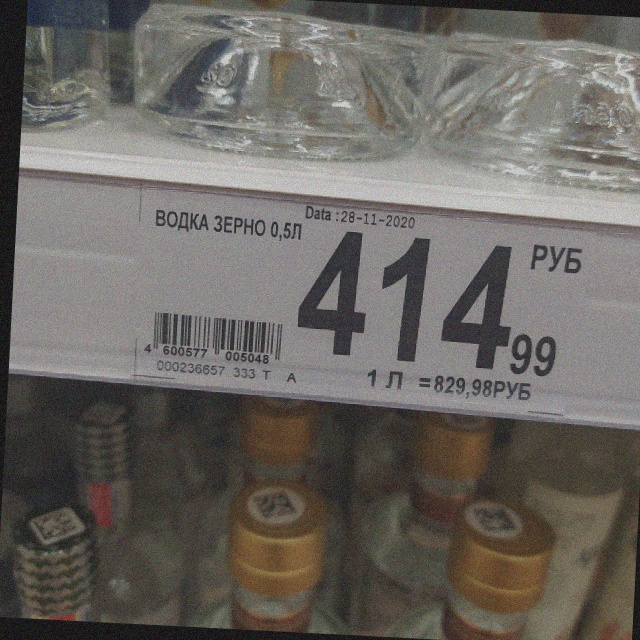 Data :28-11-2020
ВОДКА ЗЕРНО 0,5Л
414 99 РУБ
4 600577 005048
000236657 333 Т А
1 Л =829,98РУБ